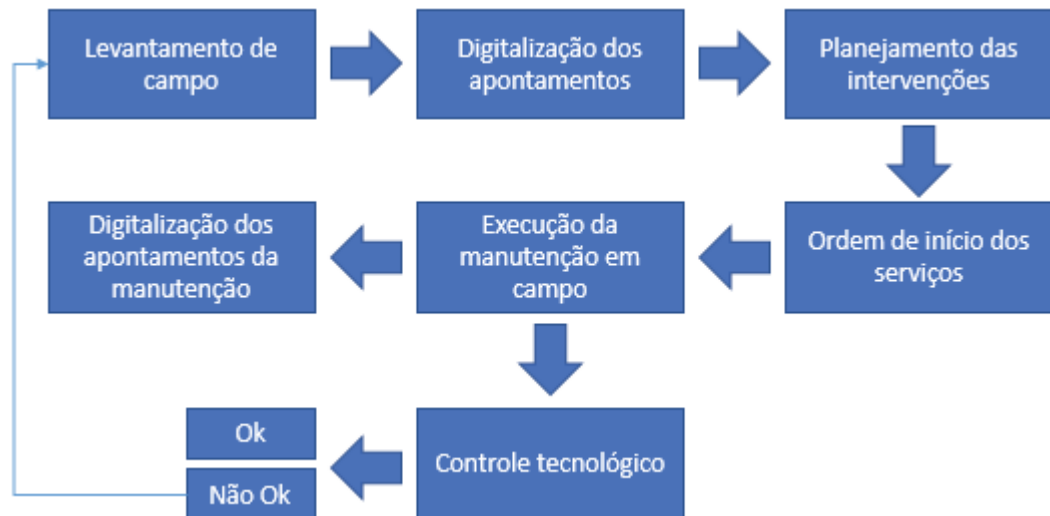 Levantamento de
campo
Digitalização dos
apontamentos
Planejamento das
intervenções
Digitalização dos
apontamentos da
manutenção
Execução da
manutenção em
campo
Ordem de início dos
serviços
Ok
Não Ok
Controle tecnológico